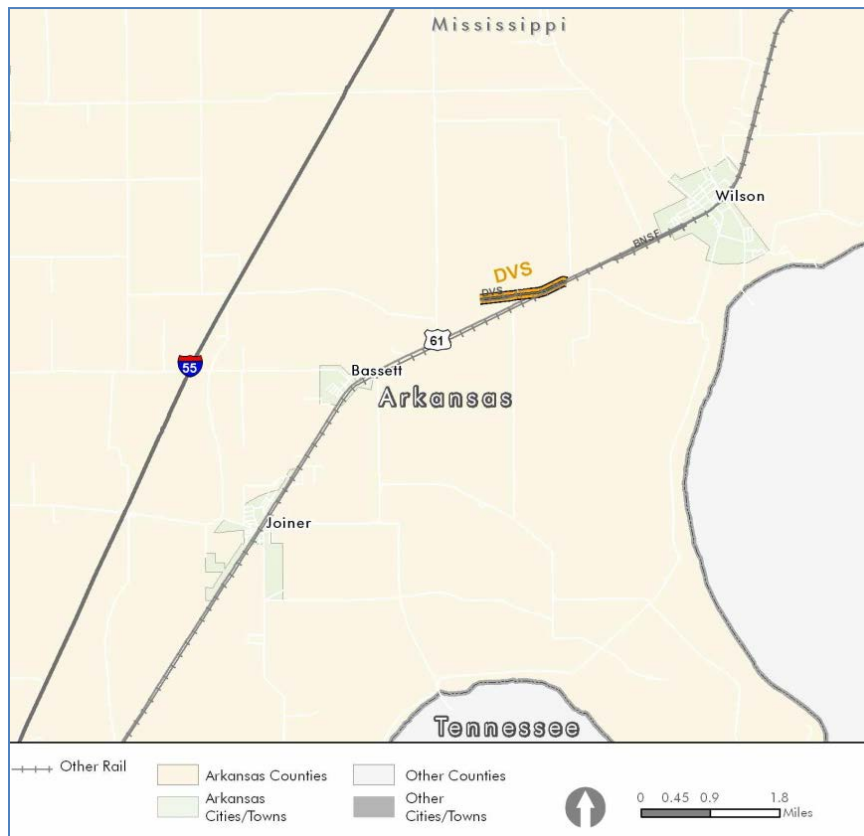 Mississippi
Wilson
BNSF
DVS
DVS
61
55
Bassett
Arkansas
Joiner
Tennessee
Other Rail
Arkansas Counties
Other Counties
Arkansas
Cities/Towns
Other
Cities/Towns
0 0.45 0.9 1.8
Miles